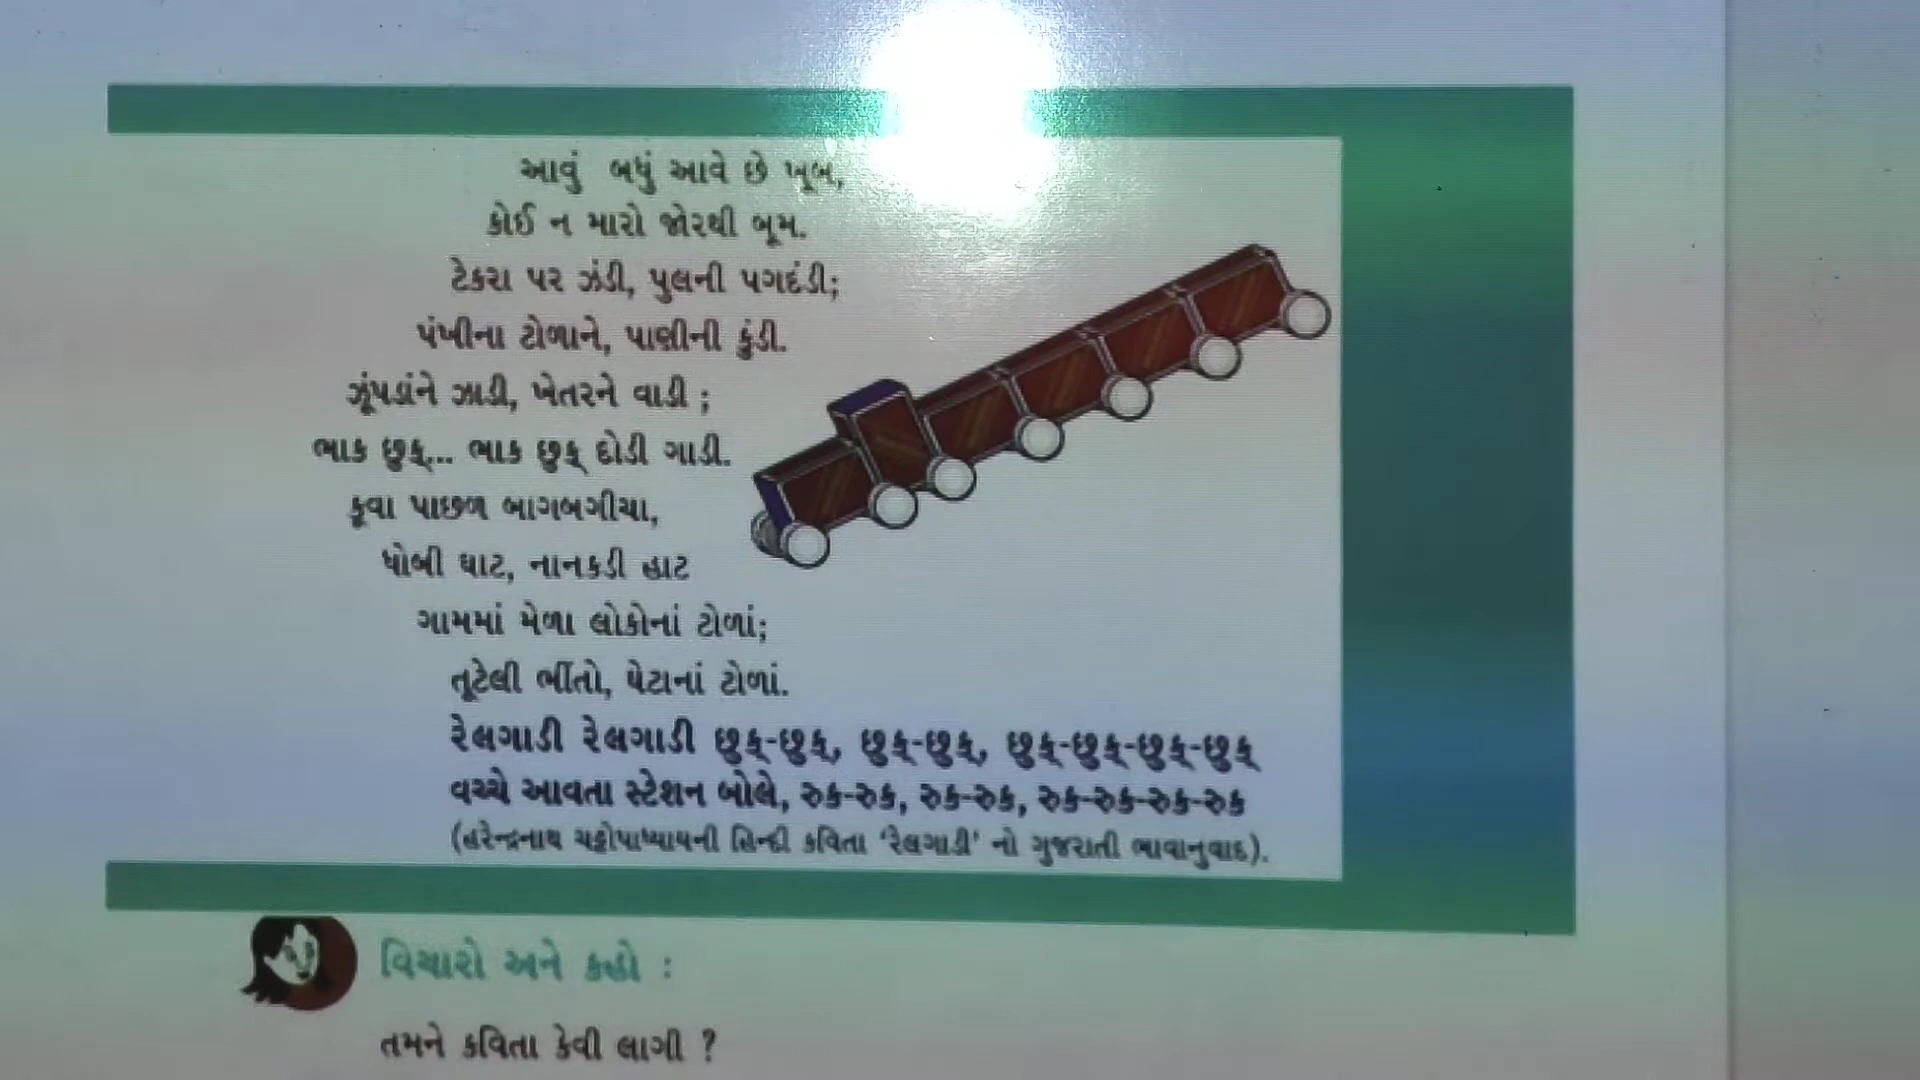 આવું બધું આવે છે ખૂબ,
કોઈ ન મારો જોરથી બૂમ.
ટેકરા પર ઝંડી, પુલની પગદંડી;
પંખીના ટોળાને, પાણીની કુંડી.
ઝૂંપડાંને ઝાડી, ખેતરને વાડી ;
ભાક છુક્... ભાક છુક્ દોડી ગાડી.
કૂવા પાછળ બાગબગીચા,
ધોબી ઘાટ, નાનકડી હાટ
ગામમાં મેળા લોકોનાં ટોળાં;
તૂટેલી ભીંતો, ઘેટાનાં ટોળાં.
રેલગાડી રેલગાડી છુક્-છુક્, છુક્-છુક્, છુક્-છુક્-છુક્-છુક્
વચ્ચે આવતા સ્ટેશન બોલે, રુક-રુક, રુક-રુક, રુક-રુક-રુક-રુક
(હરેન્દ્રનાથ ચટ્ટોપાધ્યાયની હિન્દી કવિતા ‘રેલગાડી’ નો ગુજરાતી ભાવાનુવાદ).
વિચારો અને કહો :
તમને કવિતા કેવી લાગી ?